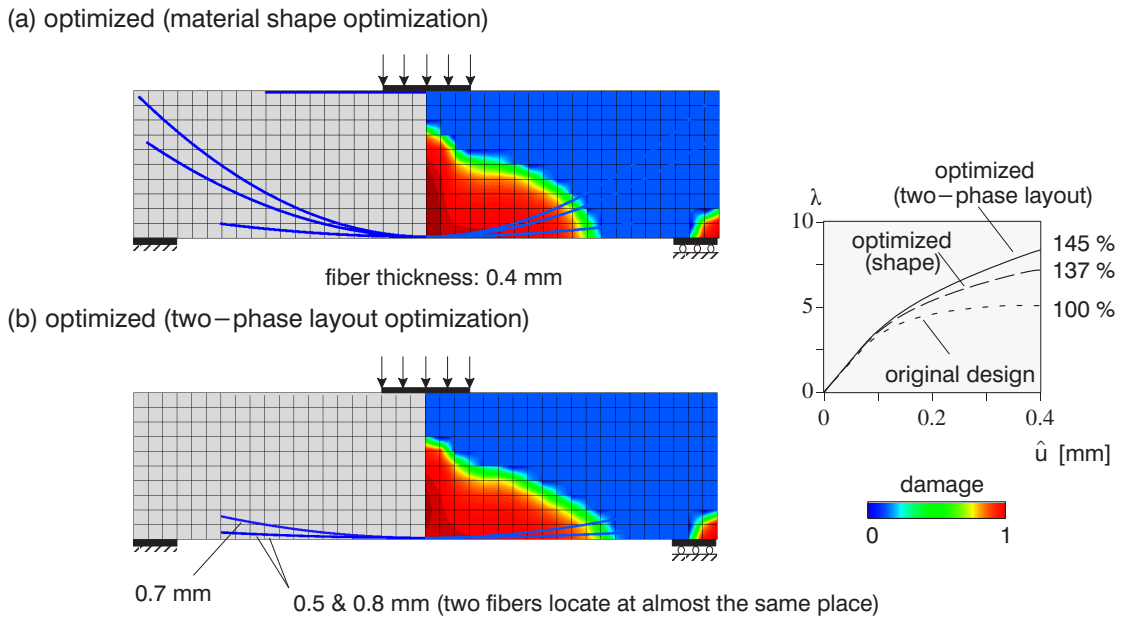 (a) optimized (material shape optimization)
fiber thickness: 0.4 mm
(b) optimized (two−phase layout optimization)
0.7 mm
0.5 & 0.8 mm (two fibers locate at almost the same place)
optimized
(two−phase layout)
λ
10
optimized
(shape)
145 %
137 %
5
100 %
original design
0
0
0.2
0.4
û [mm]
damage
0
1